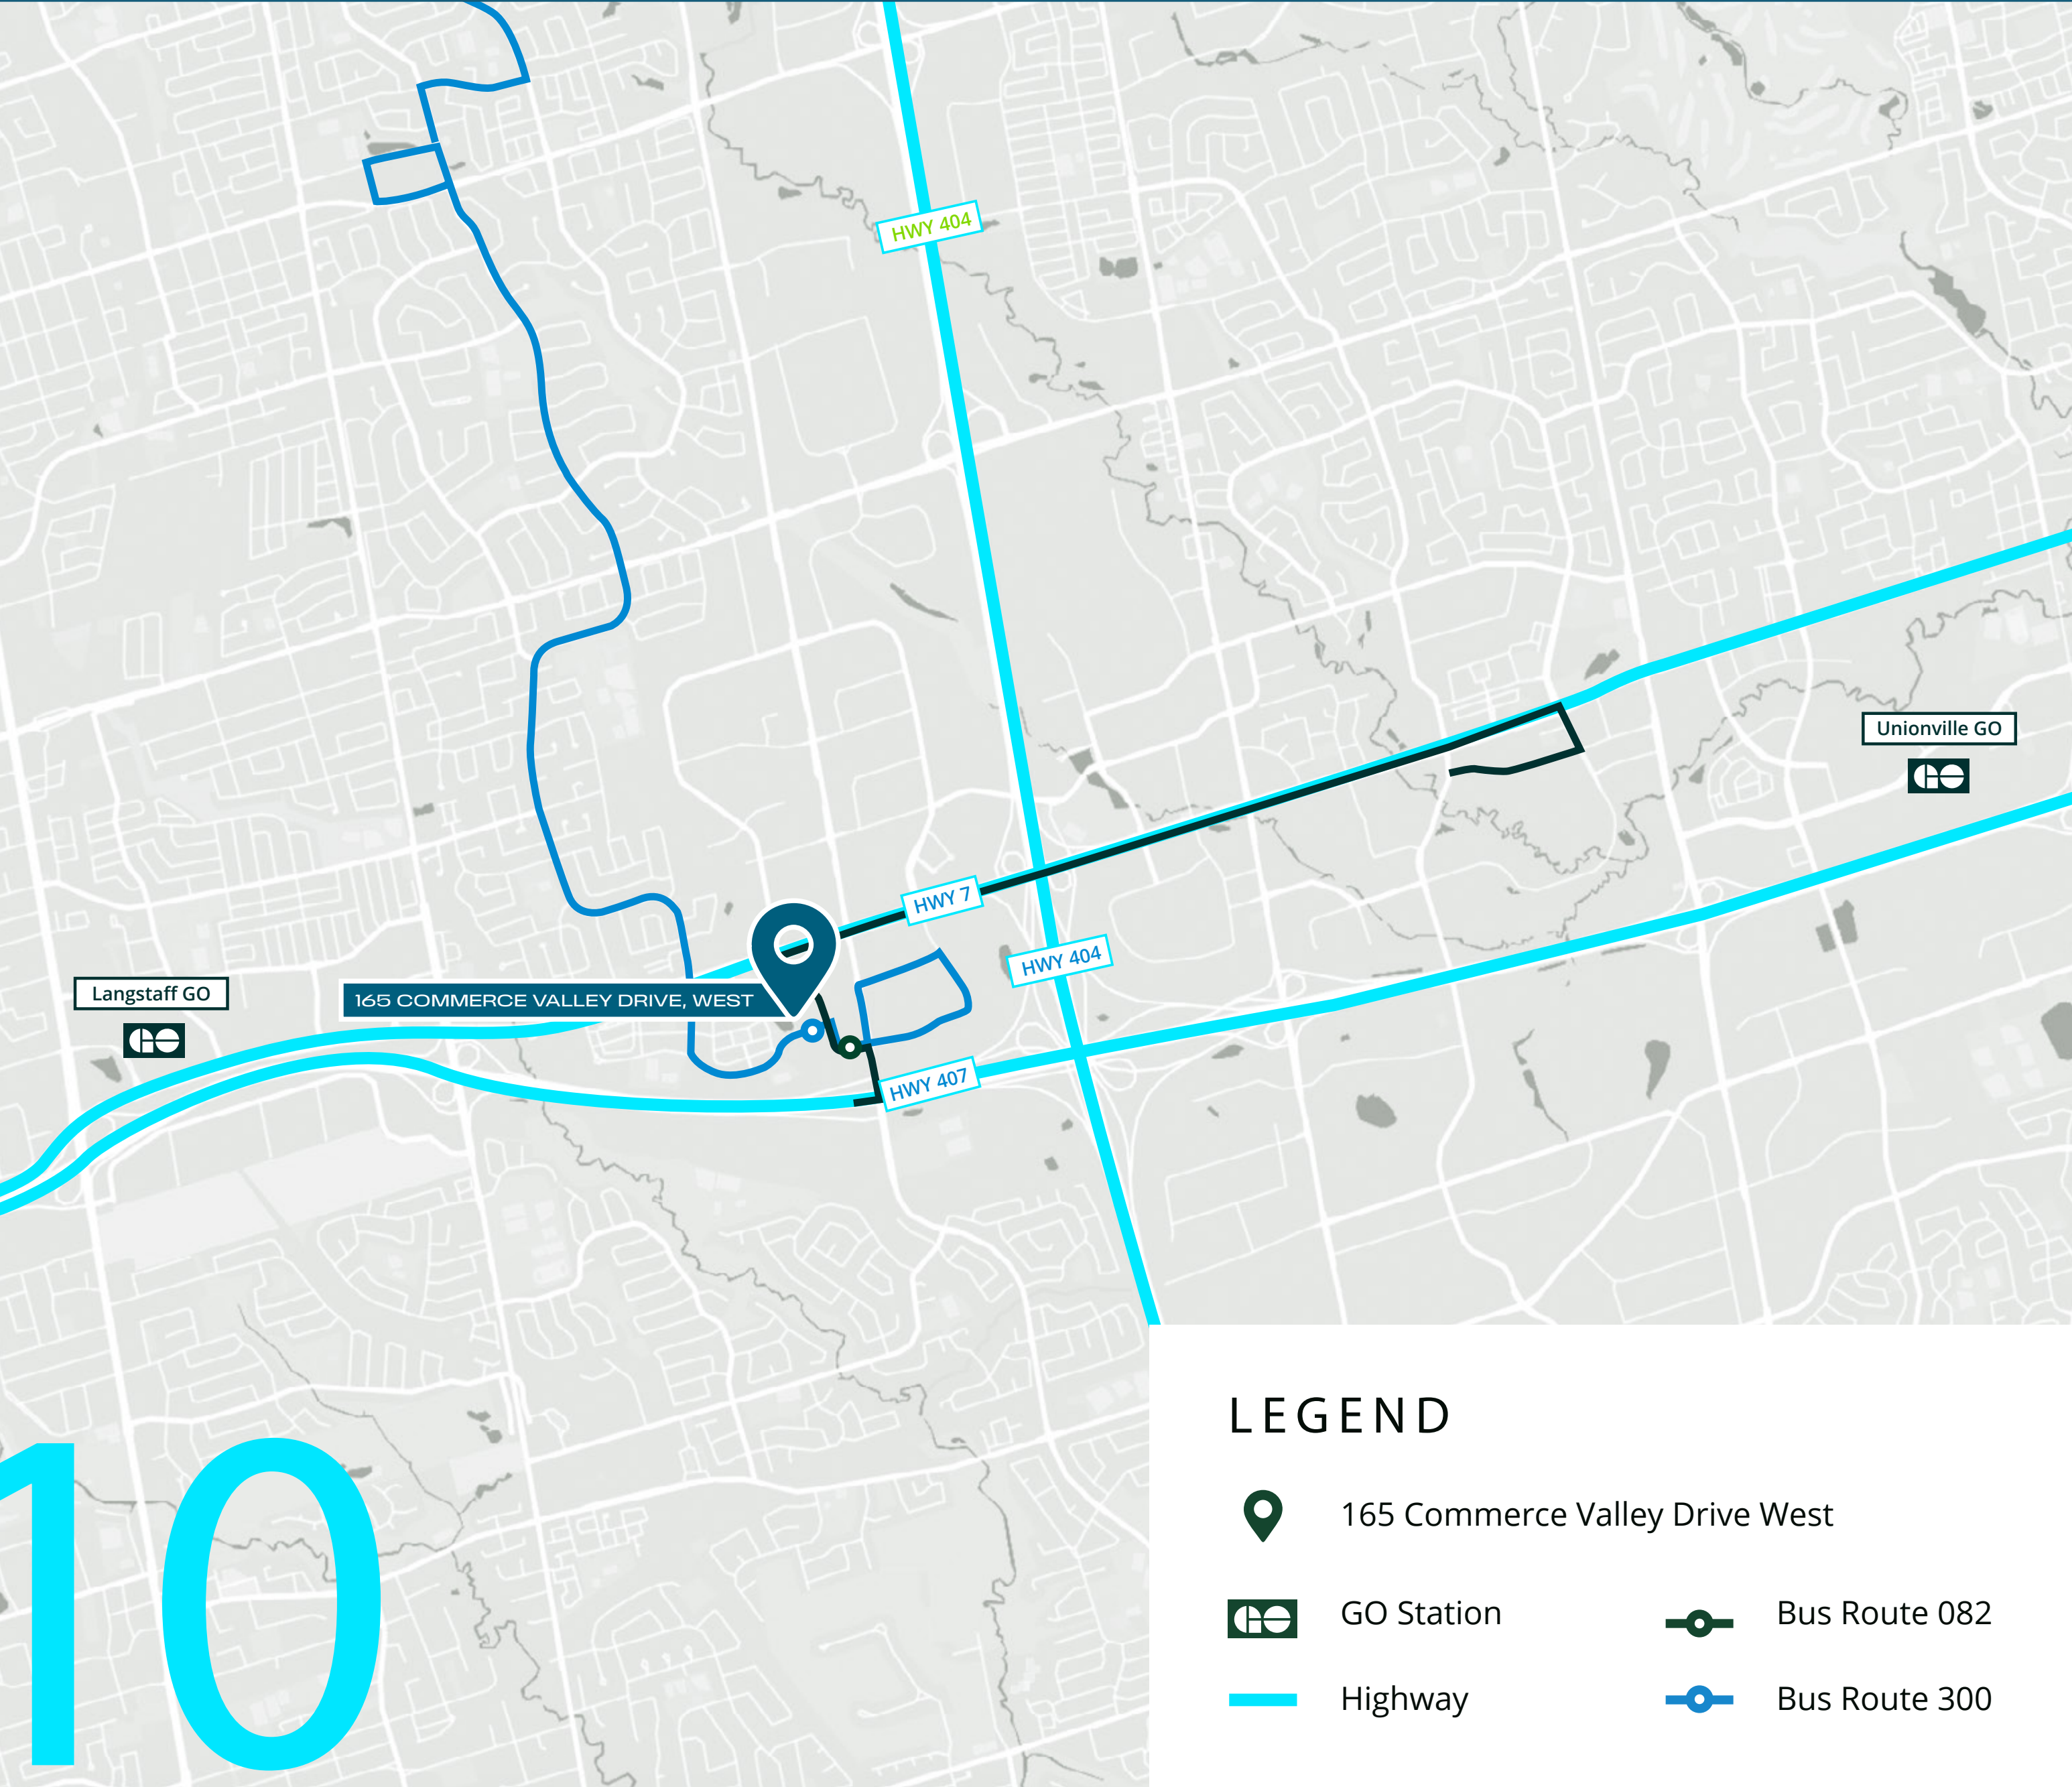 HWY 404
Unionville GO
HWY 7
HWY 404
Langstaff GO
165 COMMERCE VALLEY DRIVE, WEST
HWY 407
LEGEND
165 Commerce Valley Drive West
GO Station
Bus Route 082
Highway
Bus Route 300
10